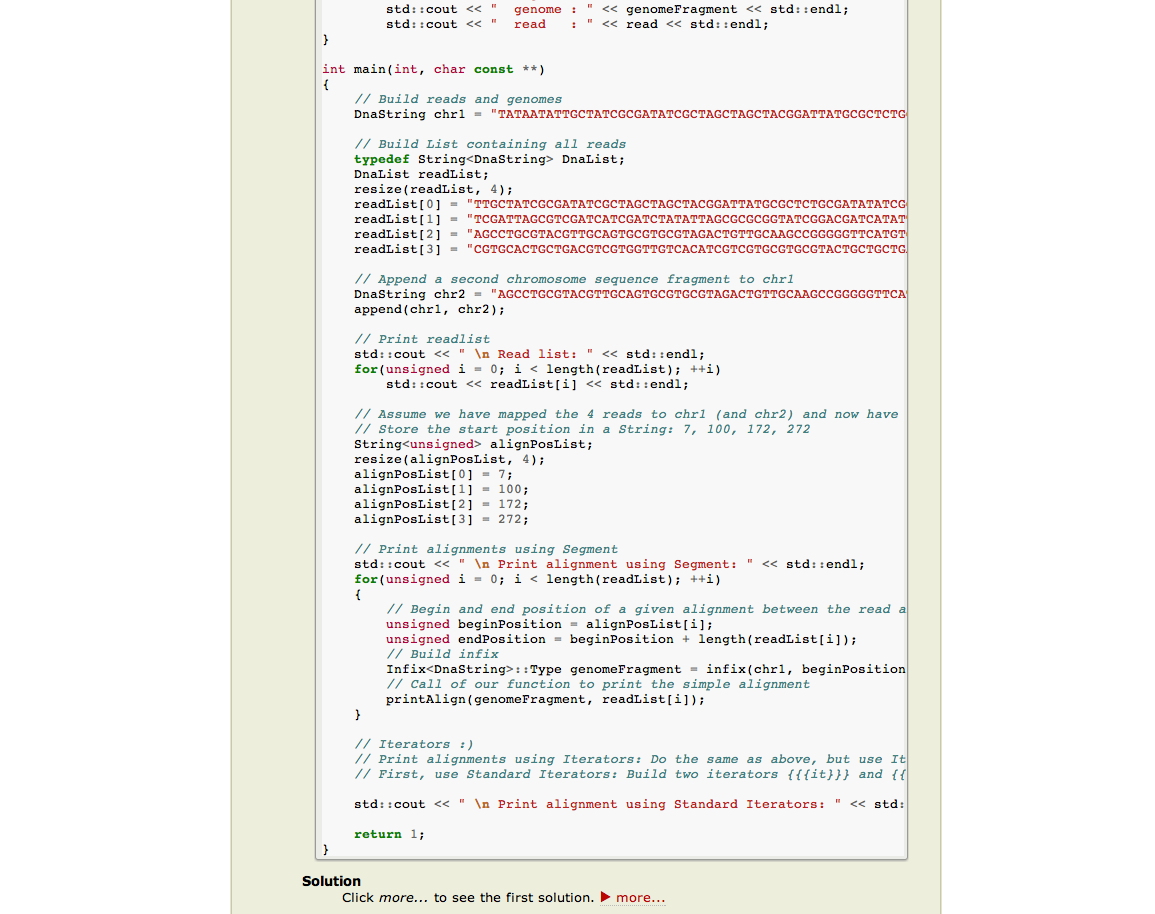 std::cout << "  genome : " << genomeFragment << std::endl;
std::cout << "  read   : " << read << std::endl;
}
int main(int, char const **)
{
// Build reads and genomes
DnaString chr1 = "TATAATATTGCTATCGCGATATCGCTAGCTAGCTACGGATTATGCGCTCTG
// Build List containing all reads
typedef String<DnaString> DnaList;
DnaList readList;
resize(readList, 4);
readList[0] = "TTGCTATCGCGATATCGCTAGCTAGCTACGGATTATGCGCTCTGCGATATATCG
readList[1] = "TCGATTAGCGTCGATCATCGATCTATATTAGCGCGCGGTATCGGACGATCATAT
readList[2] = "AGCCTGCGTACGTTGCAGTGCGTGCGTAGACTGTTGCAAGCCGGGGGTTCATGT
readList[3] = "CGTGCACTGCTGACGTCGTGGTTGTCACATCGTCGTGCGTGCGTACTGCTGCTG
// Append a second chromosome sequence fragment to chr1
DnaString chr2 = "AGCCTGCGTACGTTGCAGTGCGTGCGTAGACTGTTGCAAGCCGGGGGTTCA
append(chr1, chr2);
// Print readlist
std::cout << " \n Read list: " << std::endl;
for(unsigned i = 0; i < length(readList); ++i)
std::cout << readList[i] << std::endl;
// Assume we have mapped the 4 reads to chr1 (and chr2) and now have
// Store the start position in a String: 7, 100, 172, 272
String<unsigned> alignPosList;
resize(alignPosList, 4);
alignPosList[0] = 7;
alignPosList[1] = 100;
alignPosList[2] = 172;
alignPosList[3] = 272;
// Print alignments using Segment
std::cout << " \n Print alignment using Segment: " << std::endl;
for(unsigned i = 0; i < length(readList); ++i)
{
// Begin and end position of a given alignment between the read a
unsigned beginPosition = alignPosList[i];
unsigned endPosition = beginPosition + length(readList[i]);
// Build infix
Infix<DnaString>::Type genomeFragment = infix(chr1, beginPosition
// Call of our function to print the simple alignment
printAlign(genomeFragment, readList[i]);
}
// Iterators :)
// Print alignments using Iterators: Do the same as above, but use It
// First, use Standard Iterators: Build two iterators {{{it}}} and {{
std::cout << " \n Print alignment using Standard Iterators: " << std:
return 1;
}
Solution
Click more... to see the first solution. ▶ more...